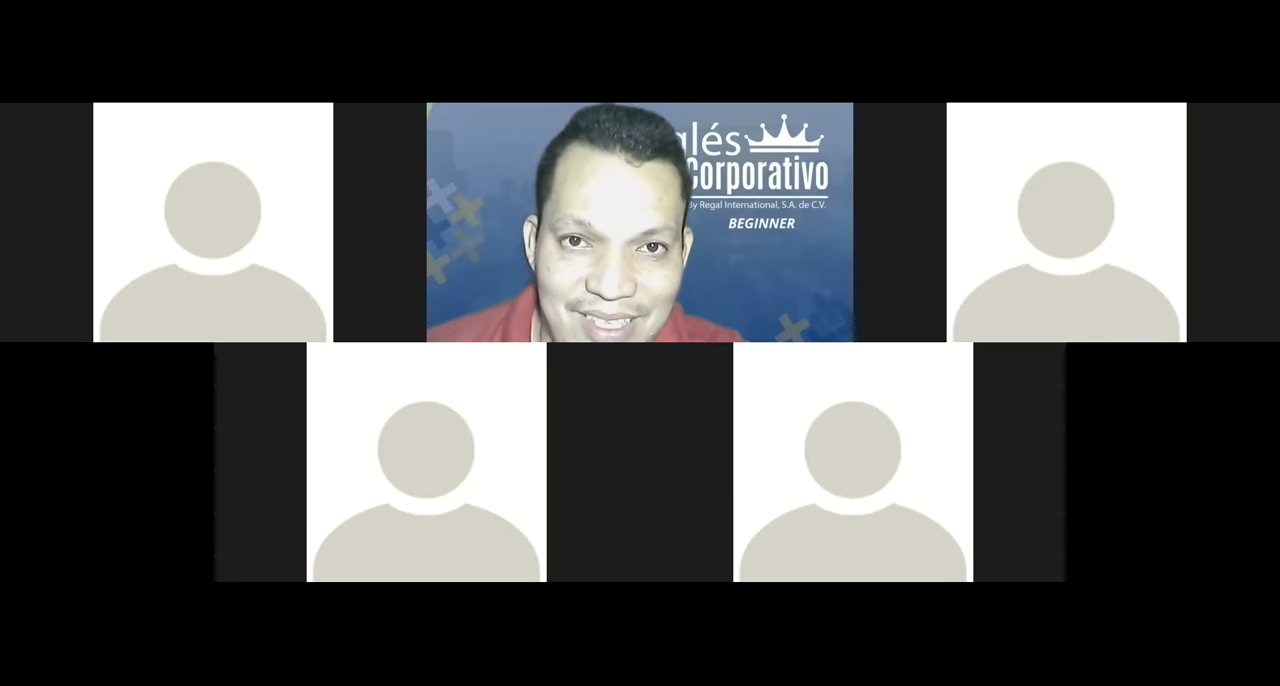 glés
Corporativo
By Regal International, S.A. de C.V.
BEGINNER